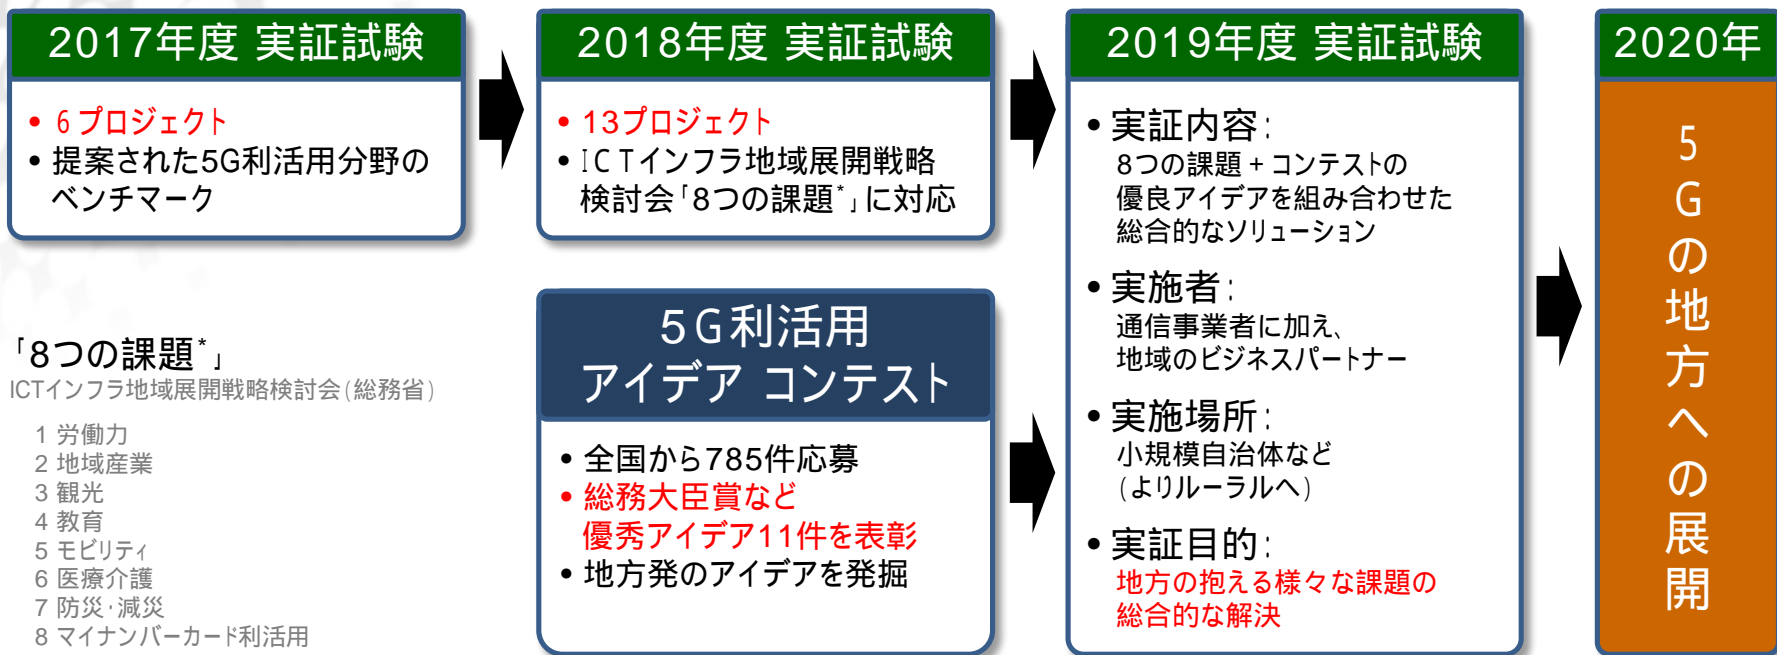 2017年度 実証試験
• 6プロジェクト
• 提案された5G利活用分野の
ベンチマーク
2018年度 実証試験
• 13プロジェクト
• ICTインフラ地域展開戦略
検討会「8つの課題*」に対応
5G利活用
アイデア コンテスト
• 全国から785件応募
• 総務大臣賞など
優秀アイデア11件を表彰
• 地方発のアイデアを発掘
2019年度 実証試験
• 実証内容:
8つの課題+コンテストの
優良アイデアを組み合わせた
総合的なソリューション
• 実施者:
通信事業者に加え、
地域のビジネスパートナー
• 実施場所:
小規模自治体など
(よりルーラルへ)
• 実証目的:
地方の抱える様々な課題の
総合的な解決
2020年
5Gの地方への展開
「8つの課題*」
ICTインフラ地域展開戦略検討会(総務省)
1 労働力
2 地域産業
3 観光
4 教育
5 モビリティ
6 医療介護
7 防災・減災
8 マイナンバーカード利活用